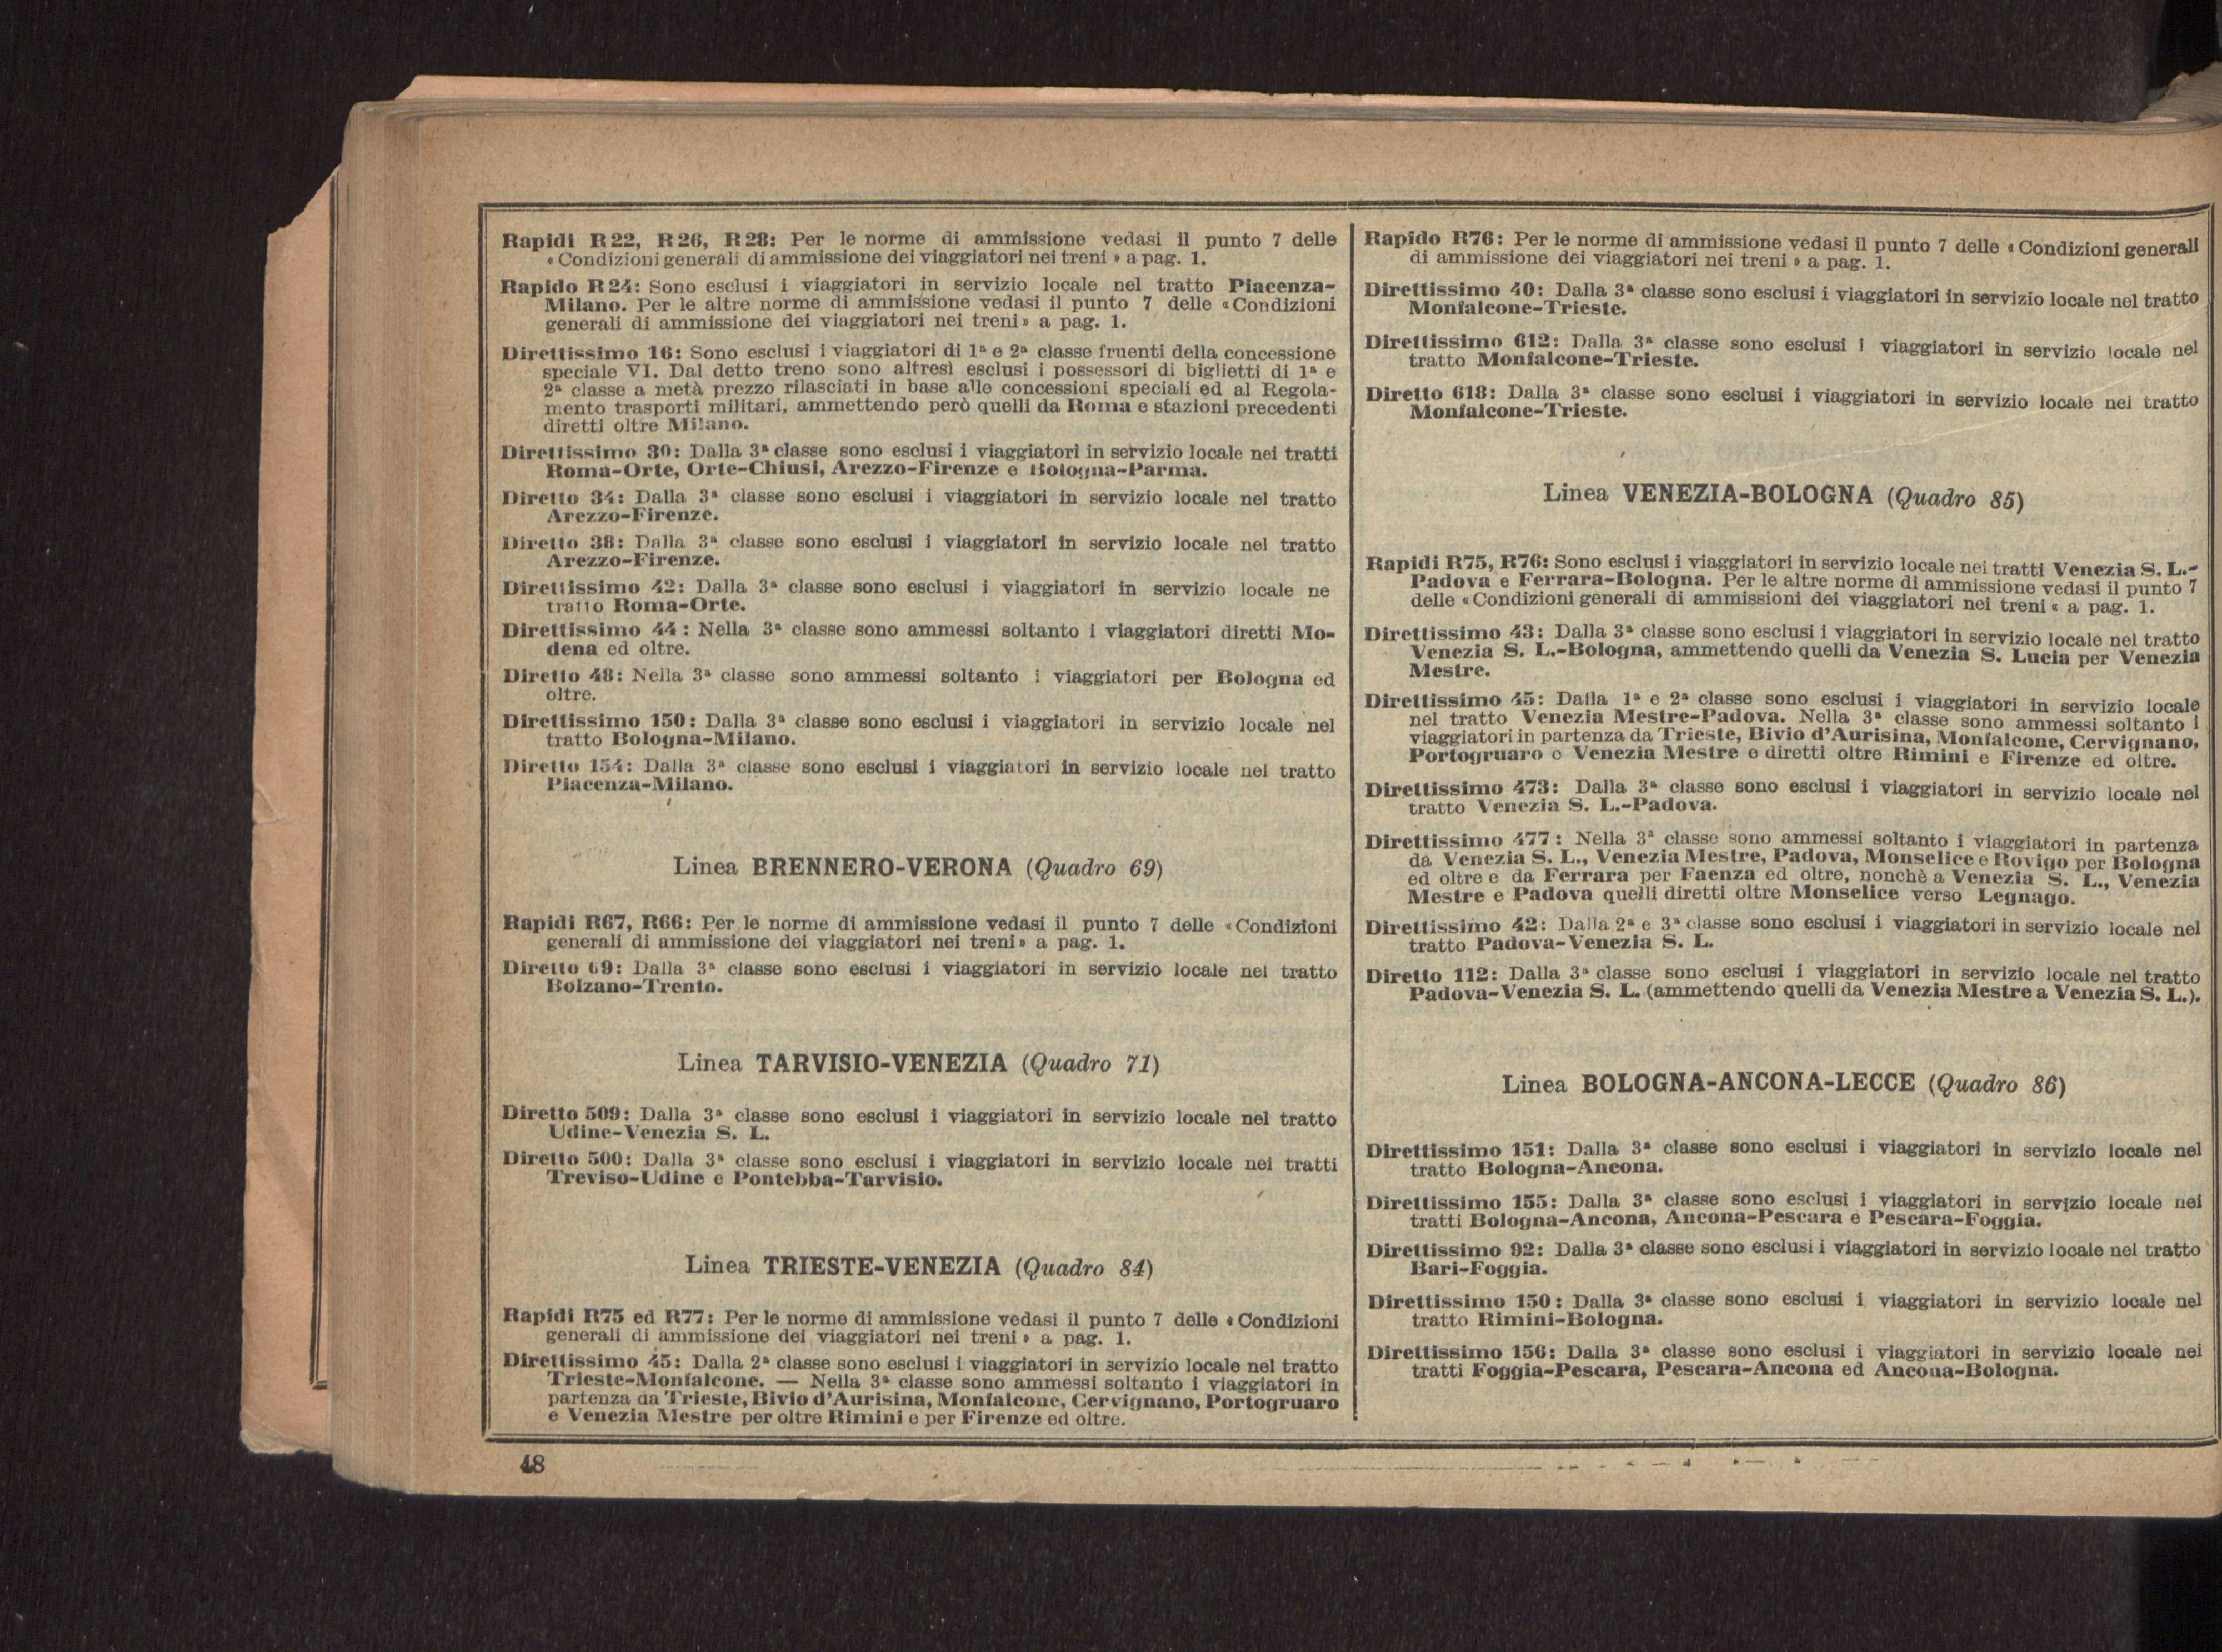 Rapidi R 22, R 26, R 28: Per le norme di ammissione vedasi il punto 7 delle
« Condizioni generali di ammissione dei viaggiatori nei treni » a pag. 1.
Rapido R 24: Sono esclusi i viaggiatori in servizio locale nel tratto Piacenza-
Milano. Per le altre norme di ammissione vedasi il punto 7 delle « Condizioni
generali di ammissione dei viaggiatori nei treni » a pag. 1.
Direttissimo 16: Sono esclusi i viaggiatori di 1ª e 2ª classe fruenti della concessione
speciale VI. Dal detto treno sono altresì esclusi i possessori di biglietti di 1ª e
2ª classe a metà prezzo rilasciati in base alle concessioni speciali ed al Regola-
mento trasporti militari, ammettendo però quelli da Roma e stazioni precedenti
diretti oltre Milano.
Direttissimo 30: Dalla 3ª classe sono esclusi i viaggiatori in servizio locale nei tratti
Roma-Orte, Orte-Chiusi, Arezzo-Firenze e Bologna-Parma.
Diretto 34: Dalla 3ª classe sono esclusi i viaggiatori in servizio locale nel tratto
Arezzo-Firenze.
Diretto 38: Dalla 3ª classe sono esclusi i viaggiatori in servizio locale nel tratto
Arezzo-Firenze.
Direttissimo 42: Dalla 3ª classe sono esclusi i viaggiatori in servizio locale ne
tratto Roma-Orte.
Direttissimo 44 : Nella 3ª classe sono ammessi soltanto i viaggiatori diretti Mo-
dena ed oltre.
Diretto 48: Nella 3ª classe sono ammessi soltanto i viaggiatori per Bologna ed
oltre.
Direttissimo 150: Dalla 3ª classe sono esclusi i viaggiatori in servizio locale nel
tratto Bologna-Milano.
Diretto 154: Dalla 3ª classe sono esclusi i viaggiatori in servizio locale nel tratto
Piacenza-Milano.
Linea BRENNERO-VERONA (Quadro 69)
Rapidi R67, R66: Per le norme di ammissione vedasi il punto 7 delle « Condizioni
generali di ammissione dei viaggiatori nei treni » a pag. 1.
Diretto 69: Dalla 3ª classe sono esclusi i viaggiatori in servizio locale nel tratto
Bolzano-Trento.
Linea TARVISIO-VENEZIA (Quadro 71)
Diretto 509: Dalla 3ª classe sono esclusi i viaggiatori in servizio locale nel tratto
Udine-Venezia S. L.
Diretto 500: Dalla 3ª classe sono esclusi i viaggiatori in servizio locale nei tratti
Treviso-Udine e Pontebba-Tarvisio.
Linea TRIESTE-VENEZIA (Quadro 84)
Rapidi R75 ed R77: Per le norme di ammissione vedasi il punto 7 delle « Condizioni
generali di ammissione dei viaggiatori nei treni » a pag. 1.
Direttissimo 45: Dalla 2ª classe sono esclusi i viaggiatori in servizio locale nel tratto
Trieste-Monfalcone. — Nella 3ª classe sono ammessi soltanto i viaggiatori in
partenza da Trieste, Bivio d'Aurisina, Monfalcone, Cervignano, Portogruaro
e Venezia Mestre per oltre Rimini e per Firenze ed oltre.
48
Rapido R76: Per le norme di ammissione vedasi il punto 7 delle « Condizioni generali
di ammissione dei viaggiatori nei treni » a pag. 1.
Direttissimo 40: Dalla 3ª classe sono esclusi i viaggiatori in servizio locale nel tratto
Monfalcone-Trieste.
Direttissimo 612: Dalla 3ª classe sono esclusi i viaggiatori in servizio locale nel
tratto Monfalcone-Trieste.
Diretto 618: Dalla 3ª classe sono esclusi i viaggiatori in servizio locale nel tratto
Monfalcone-Trieste.
Linea VENEZIA-BOLOGNA (Quadro 85)
Rapidi R75, R76: Sono esclusi i viaggiatori in servizio locale nei tratti Venezia S. L.-
Padova e Ferrara-Bologna. Per le altre norme di ammissione vedasi il punto 7
delle « Condizioni generali di ammissioni dei viaggiatori nei treni « a pag. 1.
Direttissimo 43: Dalla 3ª classe sono esclusi i viaggiatori in servizio locale nel tratto
Venezia S. L.-Bologna, ammettendo quelli da Venezia S. Lucia per Venezia
Mestre.
Direttissimo 45: Dalla 1ª e 2ª classe sono esclusi i viaggiatori in servizio locale
nel tratto Venezia Mestre-Padova. Nella 3ª classe sono ammessi soltanto i
viaggiatori in partenza da Trieste, Bivio d'Aurisina, Monfalcone, Cervignano,
Portogruaro e Venezia Mestre e diretti oltre Rimini e Firenze ed oltre.
Direttissimo 473: Dalla 3ª classe sono esclusi i viaggiatori in servizio locale nel
tratto Venezia S. L.-Padova.
Direttissimo 477 : Nella 3ª classe sono ammessi soltanto i viaggiatori in partenza
da Venezia S. L., Venezia Mestre, Padova, Monselice e Rovigo per Bologna
ed oltre e da Ferrara per Faenza ed oltre, nonchè a Venezia S. L., Venezia
Mestre e Padova quelli diretti oltre Monselice verso Legnago.
Direttissimo 42: Dalla 2ª e 3ª classe sono esclusi i viaggiatori in servizio locale nel
tratto Padova-Venezia S. L.
Diretto 112: Dalla 3ª classe sono esclusi i viaggiatori in servizio locale nel tratto
Padova-Venezia S. L. (ammettendo quelli da Venezia Mestre a Venezia S. L.).
Linea BOLOGNA-ANCONA-LECCE (Quadro 86)
Direttissimo 151: Dalla 3ª classe sono esclusi i viaggiatori in servizio locale nel
tratto Bologna-Ancona.
Direttissimo 155: Dalla 3ª classe sono esclusi i viaggiatori in servizio locale nei
tratti Bologna-Ancona, Ancona-Pescara e Pescara-Foggia.
Direttissimo 92: Dalla 3ª classe sono esclusi i viaggiatori in servizio locale nel tratto
Bari-Foggia.
Direttissimo 150 : Dalla 3ª classe sono esclusi i viaggiatori in servizio locale nel
tratto Rimini-Bologna.
Direttissimo 156: Dalla 3ª classe sono esclusi i viaggiatori in servizio locale nei
tratti Foggia-Pescara, Pescara-Ancona ed Ancona-Bologna.